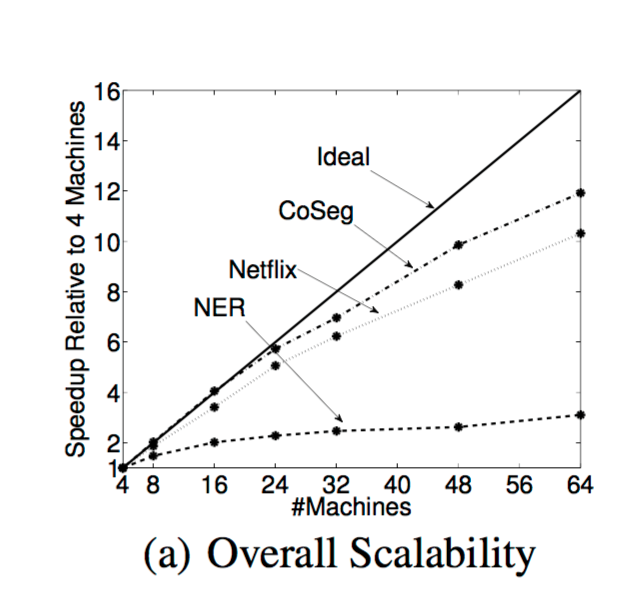 Speedup Relative to 4 Machines
16
14
12
10
8
6
4
2
1
Ideal
CoSeg
Netflix
NER
4 8 16 24 32 40 48 56 64
#Machines
(a) Overall Scalability